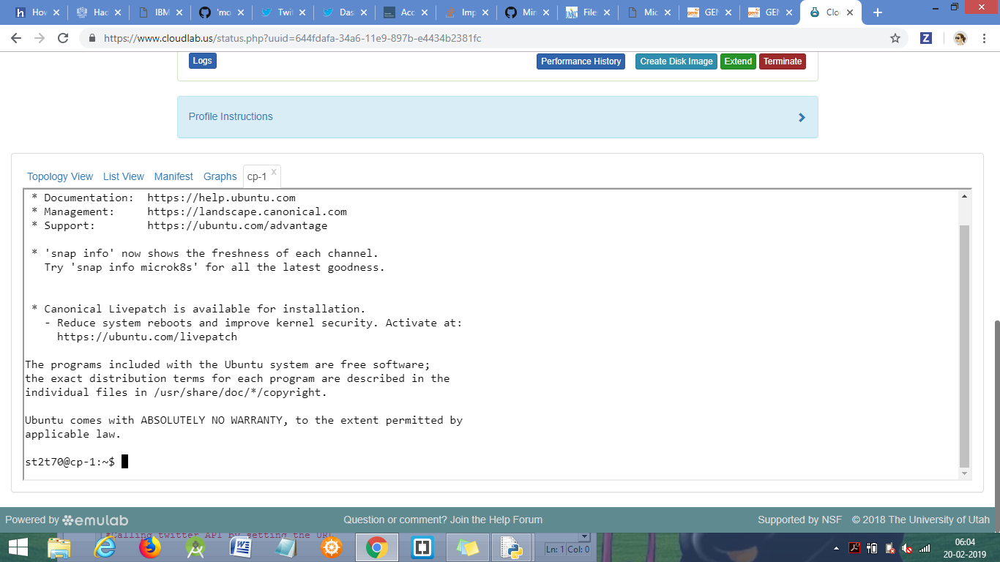 How
Hac
IBM
'mo
Twit
Das
Acc
Imp
Min
File
Mic
GEN
GEN
Clo
https://www.cloudlab.us/status.php?uuid=644fdafa-34a6-11e9-897b-e4434b2381fc
Logs
Performance History
Create Disk Image
Extend
Terminate
Profile Instructions
Topology View
List View
Manifest
Graphs
cp-1 x
* Documentation: https://help.ubuntu.com
* Management: https://landscape.canonical.com
* Support: https://ubuntu.com/advantage
* 'snap info' now shows the freshness of each channel.
Try 'snap info microk8s' for all the latest goodness.
* Canonical Livepatch is available for installation.
- Reduce system reboots and improve kernel security. Activate at:
https://ubuntu.com/livepatch
The programs included with the Ubuntu system are free software;
the exact distribution terms for each program are described in the
individual files in /usr/share/doc/*/copyright.
Ubuntu comes with ABSOLUTELY NO WARRANTY, to the extent permitted by
applicable law.
st2t70@cp-1:~$
Powered by emulab
Question or comment? Join the Help Forum
Supported by NSF © 2018 The University of Utah
#Calling twitter API by setting the URL
Ln: 1 Col: 0
06:04
20-02-2019